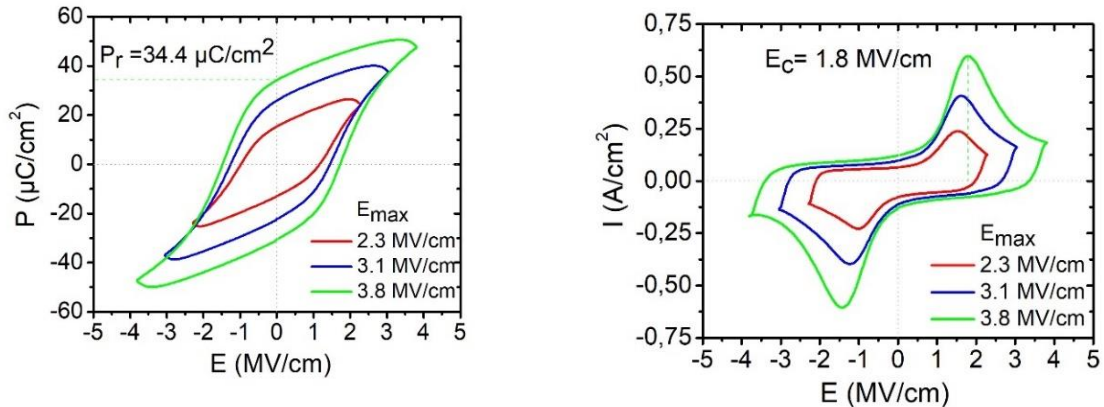 60
40
20
0
-20
-40
-60
P (µC/cm²)
Pr =34.4 µC/cm²
Emax
2.3 MV/cm
3.1 MV/cm
3.8 MV/cm
-5 -4 -3 -2 -1 0 1 2 3 4 5
E (MV/cm)
0,75
0,50
0,25
0,00
-0,25
-0,50
-0,75
I (A/cm²)
Ec= 1.8 MV/cm
Emax
2.3 MV/cm
3.1 MV/cm
3.8 MV/cm
-5 -4 -3 -2 -1 0 1 2 3 4 5
E (MV/cm)